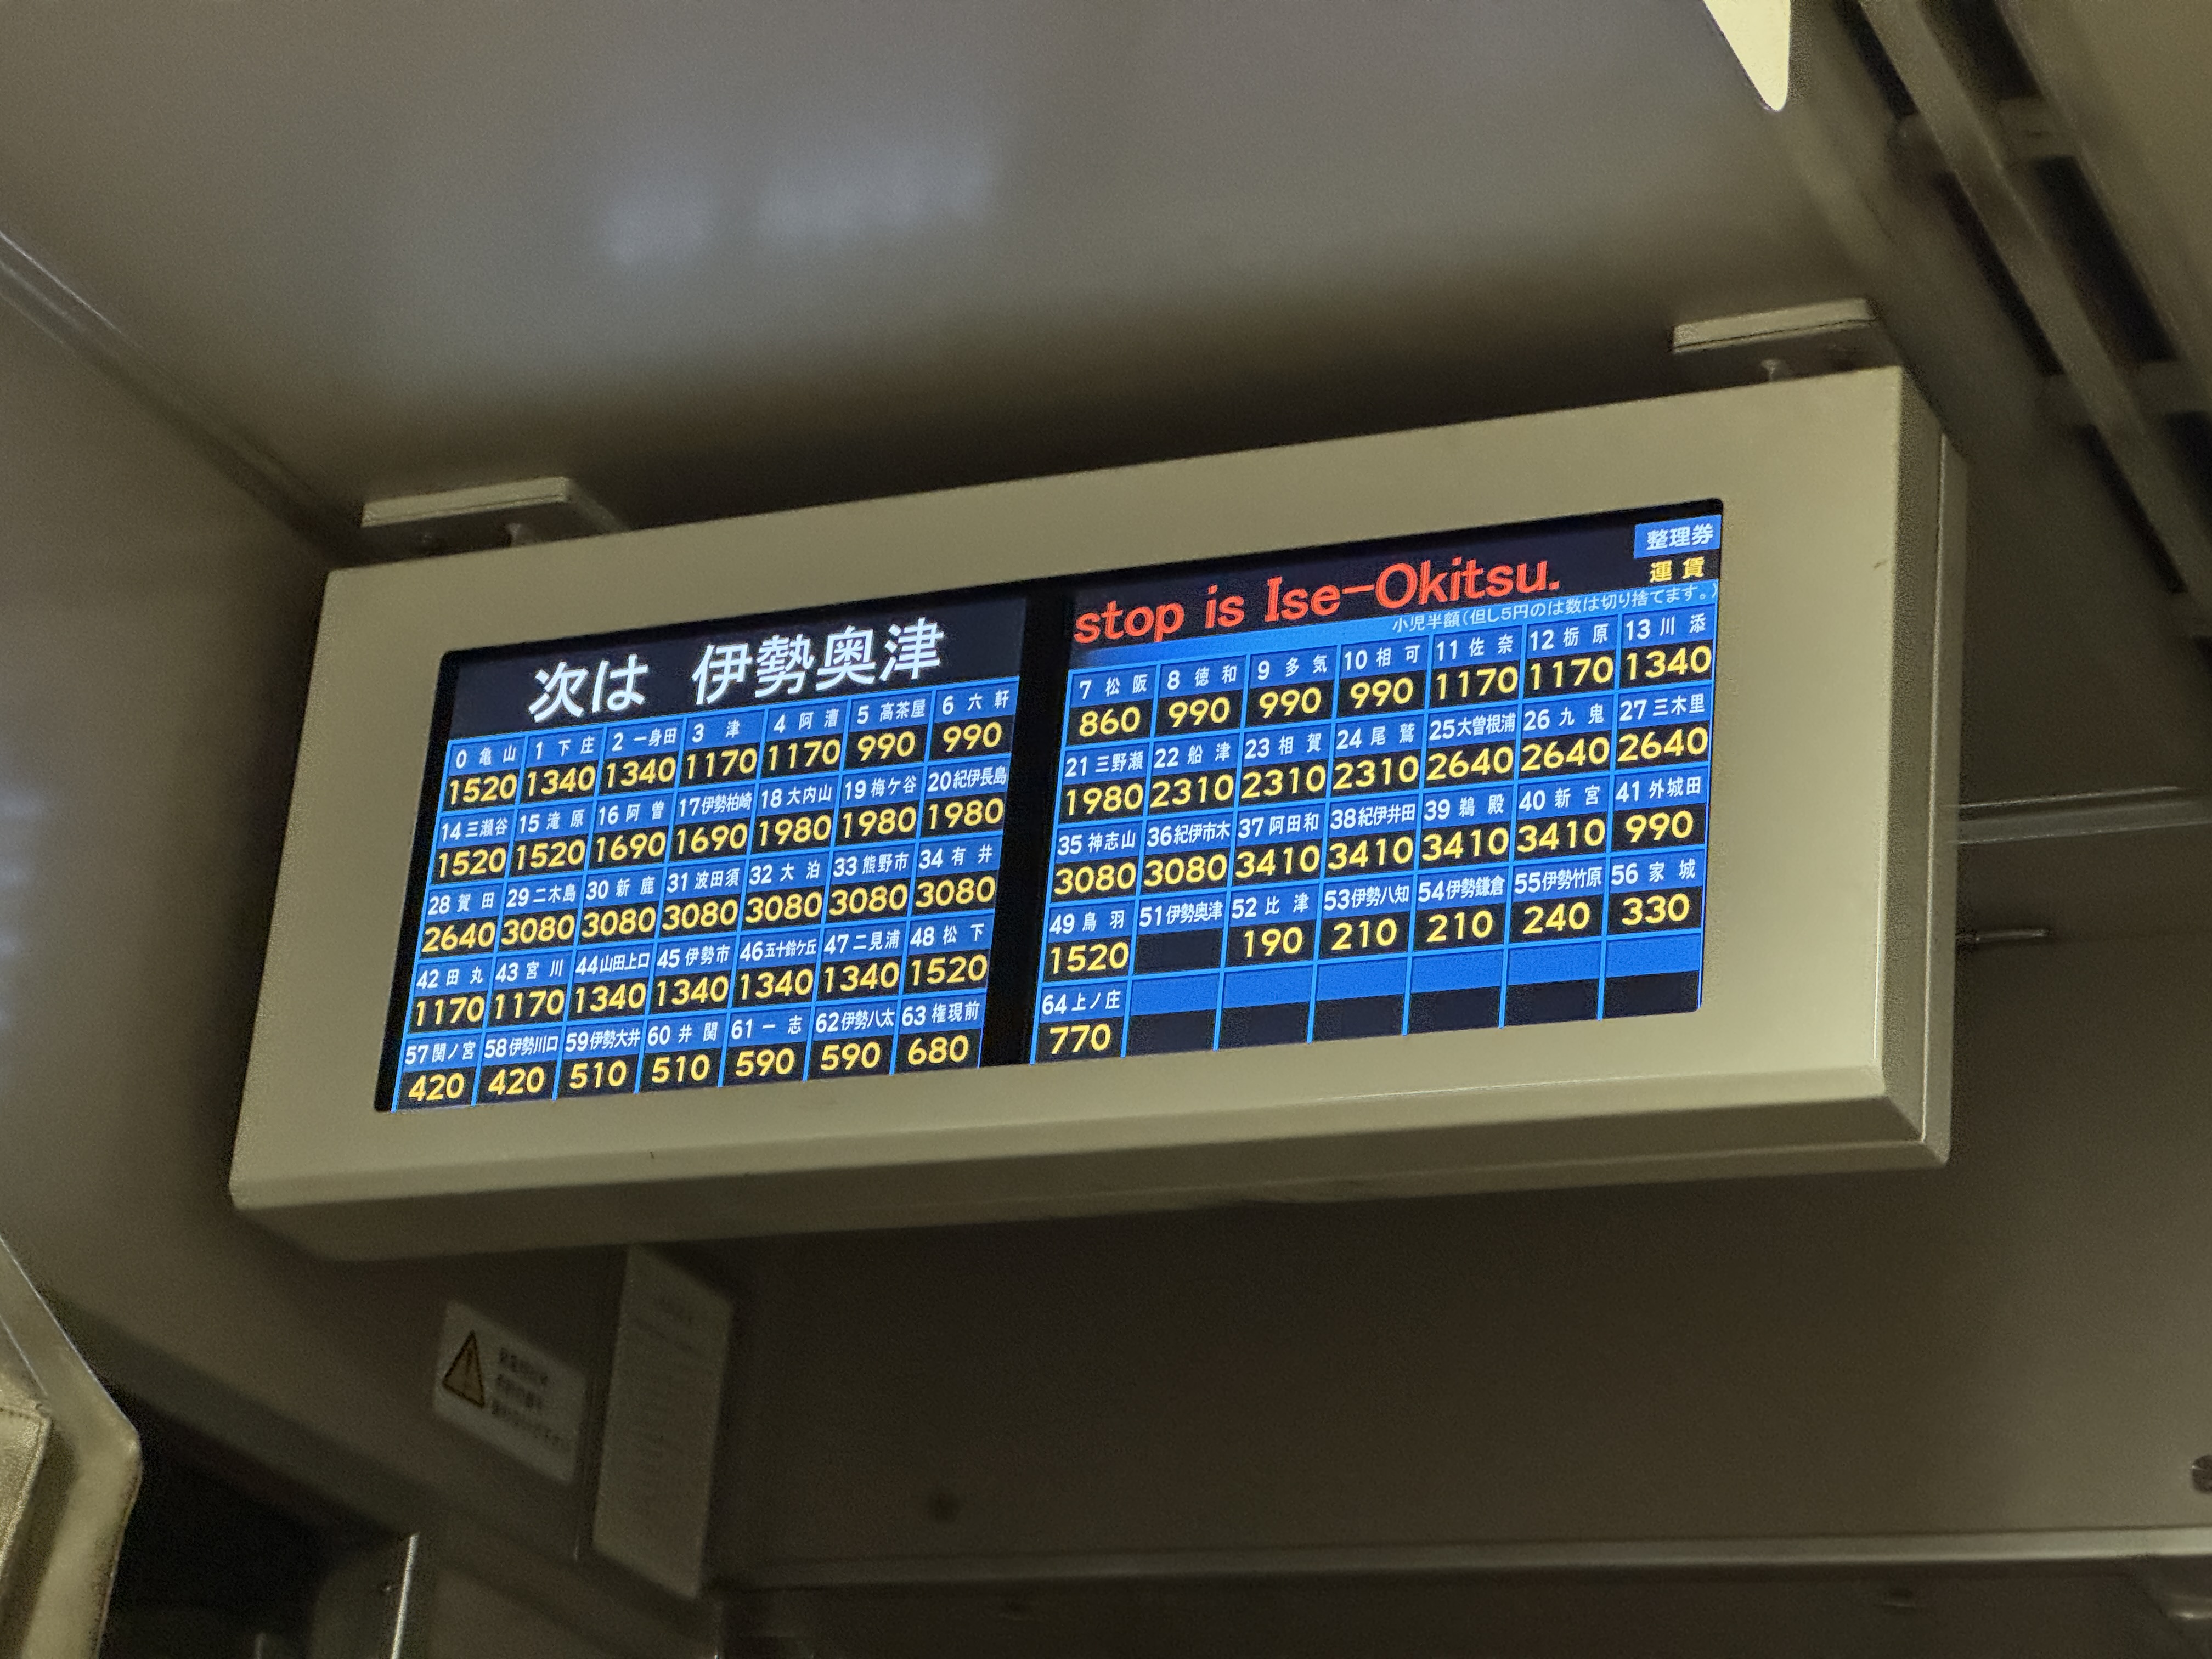 次は 伊勢奥津
0 亀山 1 下庄 2 一身田 3 津 4 阿漕 5 高茶屋 6 六軒
1520 1340 1340 1170 1170 990 990
14 三瀬谷 15 滝原 16 阿曽 17 伊勢柏崎 18 大内山 19 梅ケ谷 20 紀伊長島
1520 1520 1690 1690 1980 1980 1980
28 賀田 29 二木島 30 新鹿 31 波田須 32 大泊 33 熊野市 34 有井
2640 3080 3080 3080 3080 3080 3080
42 田丸 43 宮川 44 山田上口 45 伊勢市 46 五十鈴ケ丘 47 二見浦 48 松下
1170 1170 1340 1340 1340 1340 1520
57 関ノ宮 58 伊勢川口 59 伊勢大井 60 井関 61 一志 62 伊勢八太 63 権現前
420 420 510 510 590 590 680
stop is Ise-Okitsu.
整理券
運賃
小児半額(但し5円のは数は切り捨てます。)
7 松阪 8 徳和 9 多気 10 相可 11 佐奈 12 栃原 13 川添
860 990 990 990 1170 1170 1340
21 三野瀬 22 船津 23 相賀 24 尾鷲 25 大曽根浦 26 九鬼 27 三木里
1980 2310 2310 2310 2640 2640 2640
35 神志山 36 紀伊市木 37 阿田和 38 紀伊井田 39 鵜殿 40 新宮 41 外城田
3080 3080 3410 3410 3410 3410 990
49 鳥羽 51 伊勢奥津 52 比津 53 伊勢八知 54 伊勢鎌倉 55 伊勢竹原 56 家城
1520 190 210 210 240 330
64 上ノ庄
770